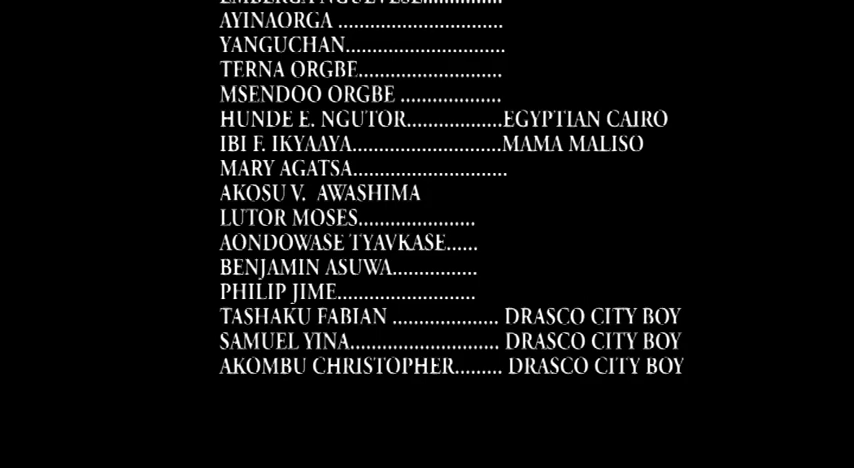 AYINAORGA ..............................
YANGUCHAN.............................
TERNA ORGBE..........................
MSENDOO ORGBE ..................
HUNDE E. NGUTOR..................EGYPTIAN CAIRO
IBI F. IKYAAYA............................MAMA MALISO
MARY AGATSA............................
AKOSU V. AWASHIMA
LUTOR MOSES.....................
AONDOWASE TYAVKASE......
BENJAMIN ASUWA...............
PHILIP JIME.........................
TASHAKU FABIAN ................... DRASCO CITY BOY
SAMUEL YINA........................... DRASCO CITY BOY
AKOMBU CHRISTOPHER......... DRASCO CITY BOY